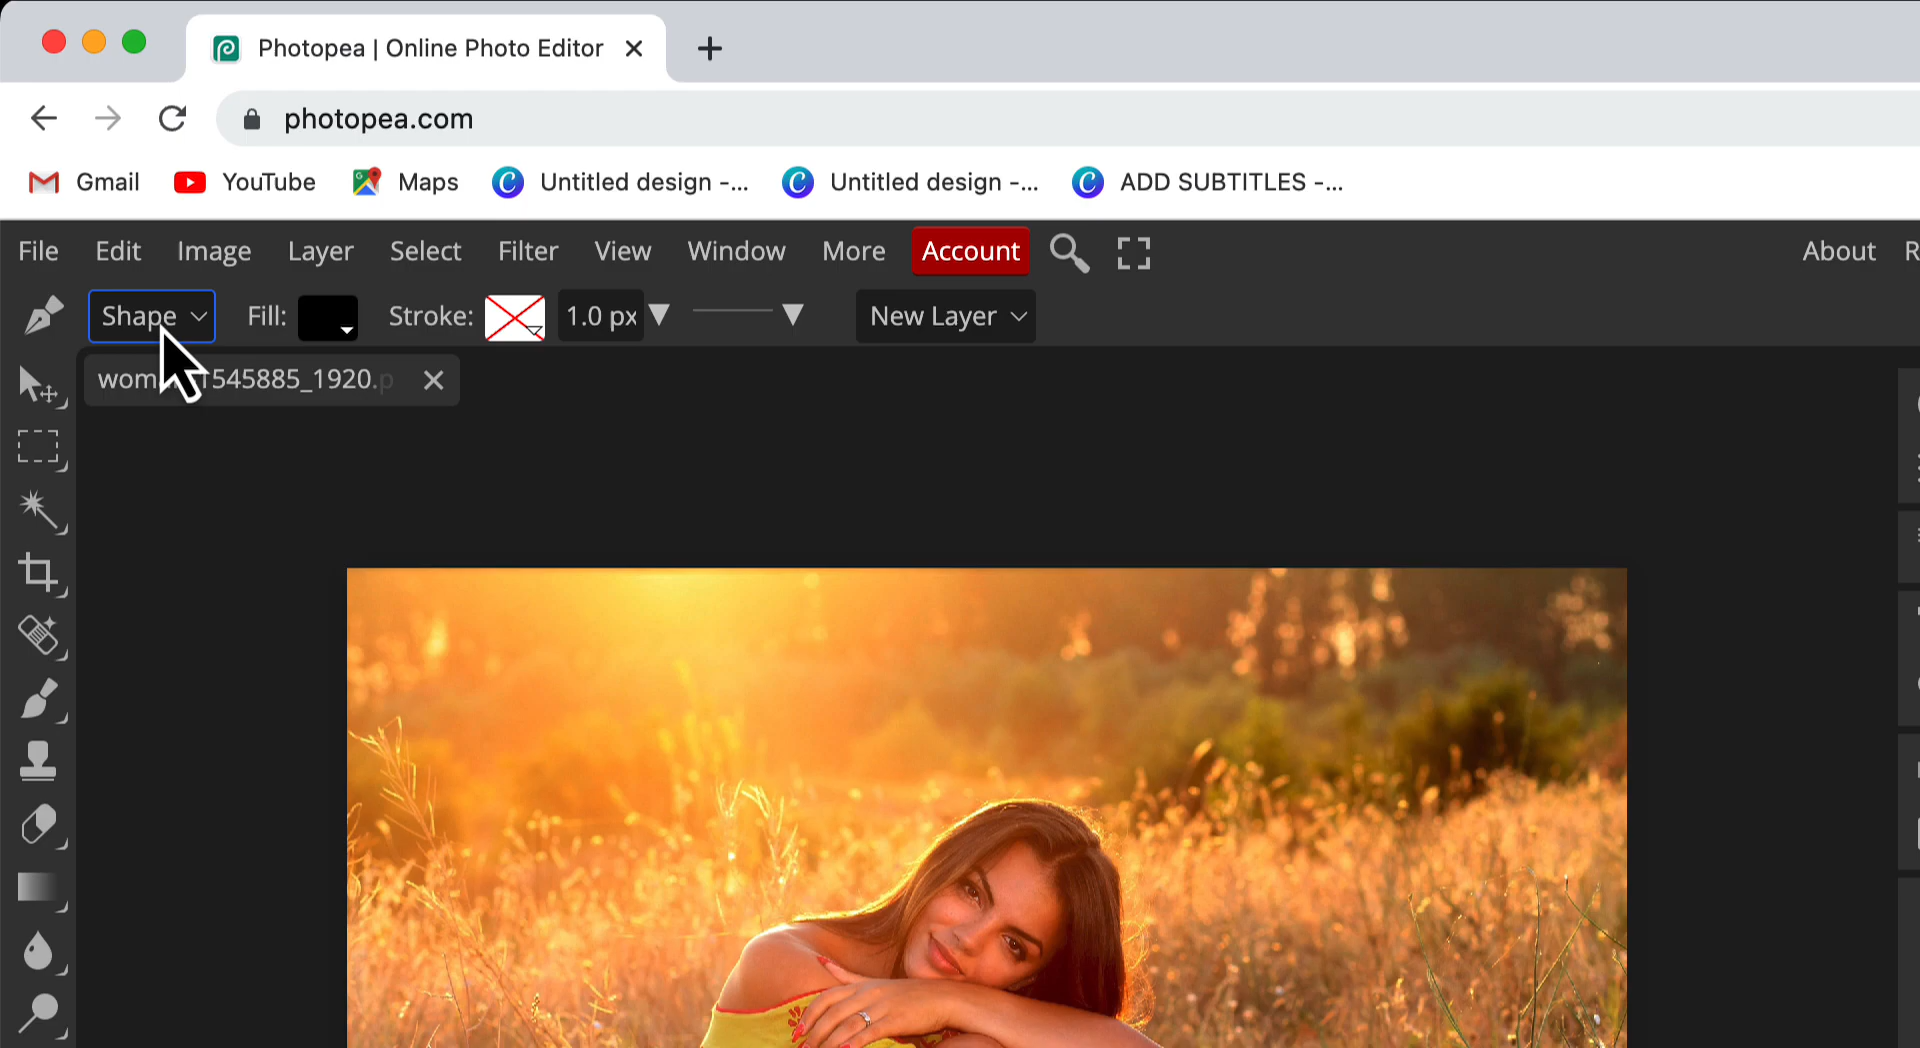 Photopea | Online Photo Editor
photopea.com
Gmail YouTube Maps Untitled design -... Untitled design -... ADD SUBTITLES -...
File Edit Image Layer Select Filter View Window More Account About R
Shape Fill: Stroke: 1.0 px New Layer
1545885_1920.p